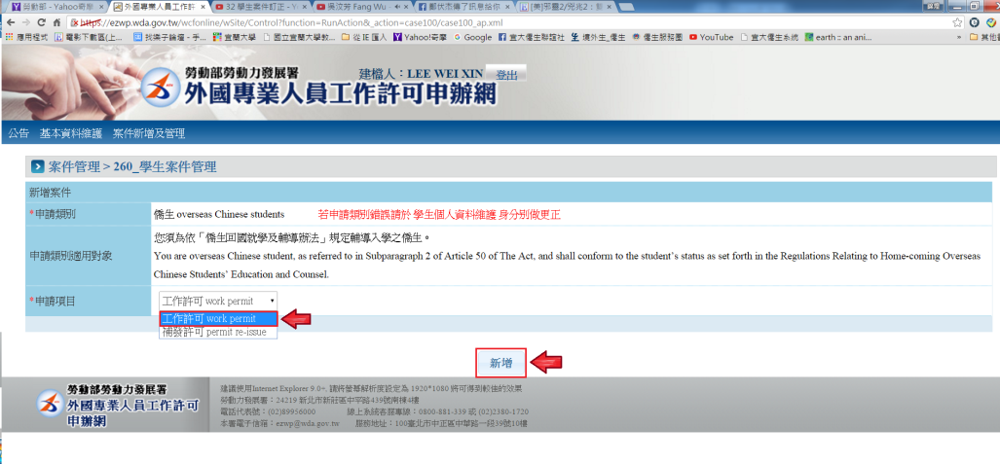 勞動部 - Yahoo奇摩
外國專業人員工作許
32 學生案件訂正 - Yo
吳汶芳 Fang Wu -
https://ezwp.wda.gov.tw/wcfonline/wSite/Control?function=RunAction&_action=case100/case100_ap.xml
應用程式 電影下載區(上... 找樂子論壇 - 手... 宜蘭大學 國立宜蘭大學教... 從 IE 匯入 Yahoo!奇摩 Google 宜大僑生聯誼社 境外生_僑生 僑生服務圈 YouTube 宜大僑生系統 earth :: an ani...
勞動部勞動力發展署
外國專業人員工作許可申辦網
建檔人：LEE WEI XIN 登出
公告 基本資料維護 案件新增及管理
案件管理 > 260_學生案件管理
新增案件
*申請類別 僑生 overseas Chinese students 若申請類別錯誤請於 學生個人資料維護 身分別做更正
申請類別適用對象
您須為依「僑生回國就學及輔導辦法」規定輔導入學之僑生。
You are overseas Chinese student, as referred to in Subparagraph 2 of Article 50 of The Act, and shall conform to the student's status as set forth in the Regulations Relating to Home-coming Overseas
Chinese Students' Education and Counsel.
*申請項目 工作許可 work permit
工作許可 work permit
補發許可 permit re-issue
新增
勞動部勞動力發展署
外國專業人員工作許可
申辦網
建議使用Internet Explorer 9.0+, 請將螢幕解析度設定為 1920*1080 將可得到較佳的效果
勞動力發展署：24219 新北市新莊區中平路439號南棟4樓
電話代表號：(02)89956000 線上系統客服專線：0800-881-339 或 (02)2380-1720
本署電子信箱：ezwp@wda.gov.tw 服務地址：100臺北市中正區中華路一段39號10樓